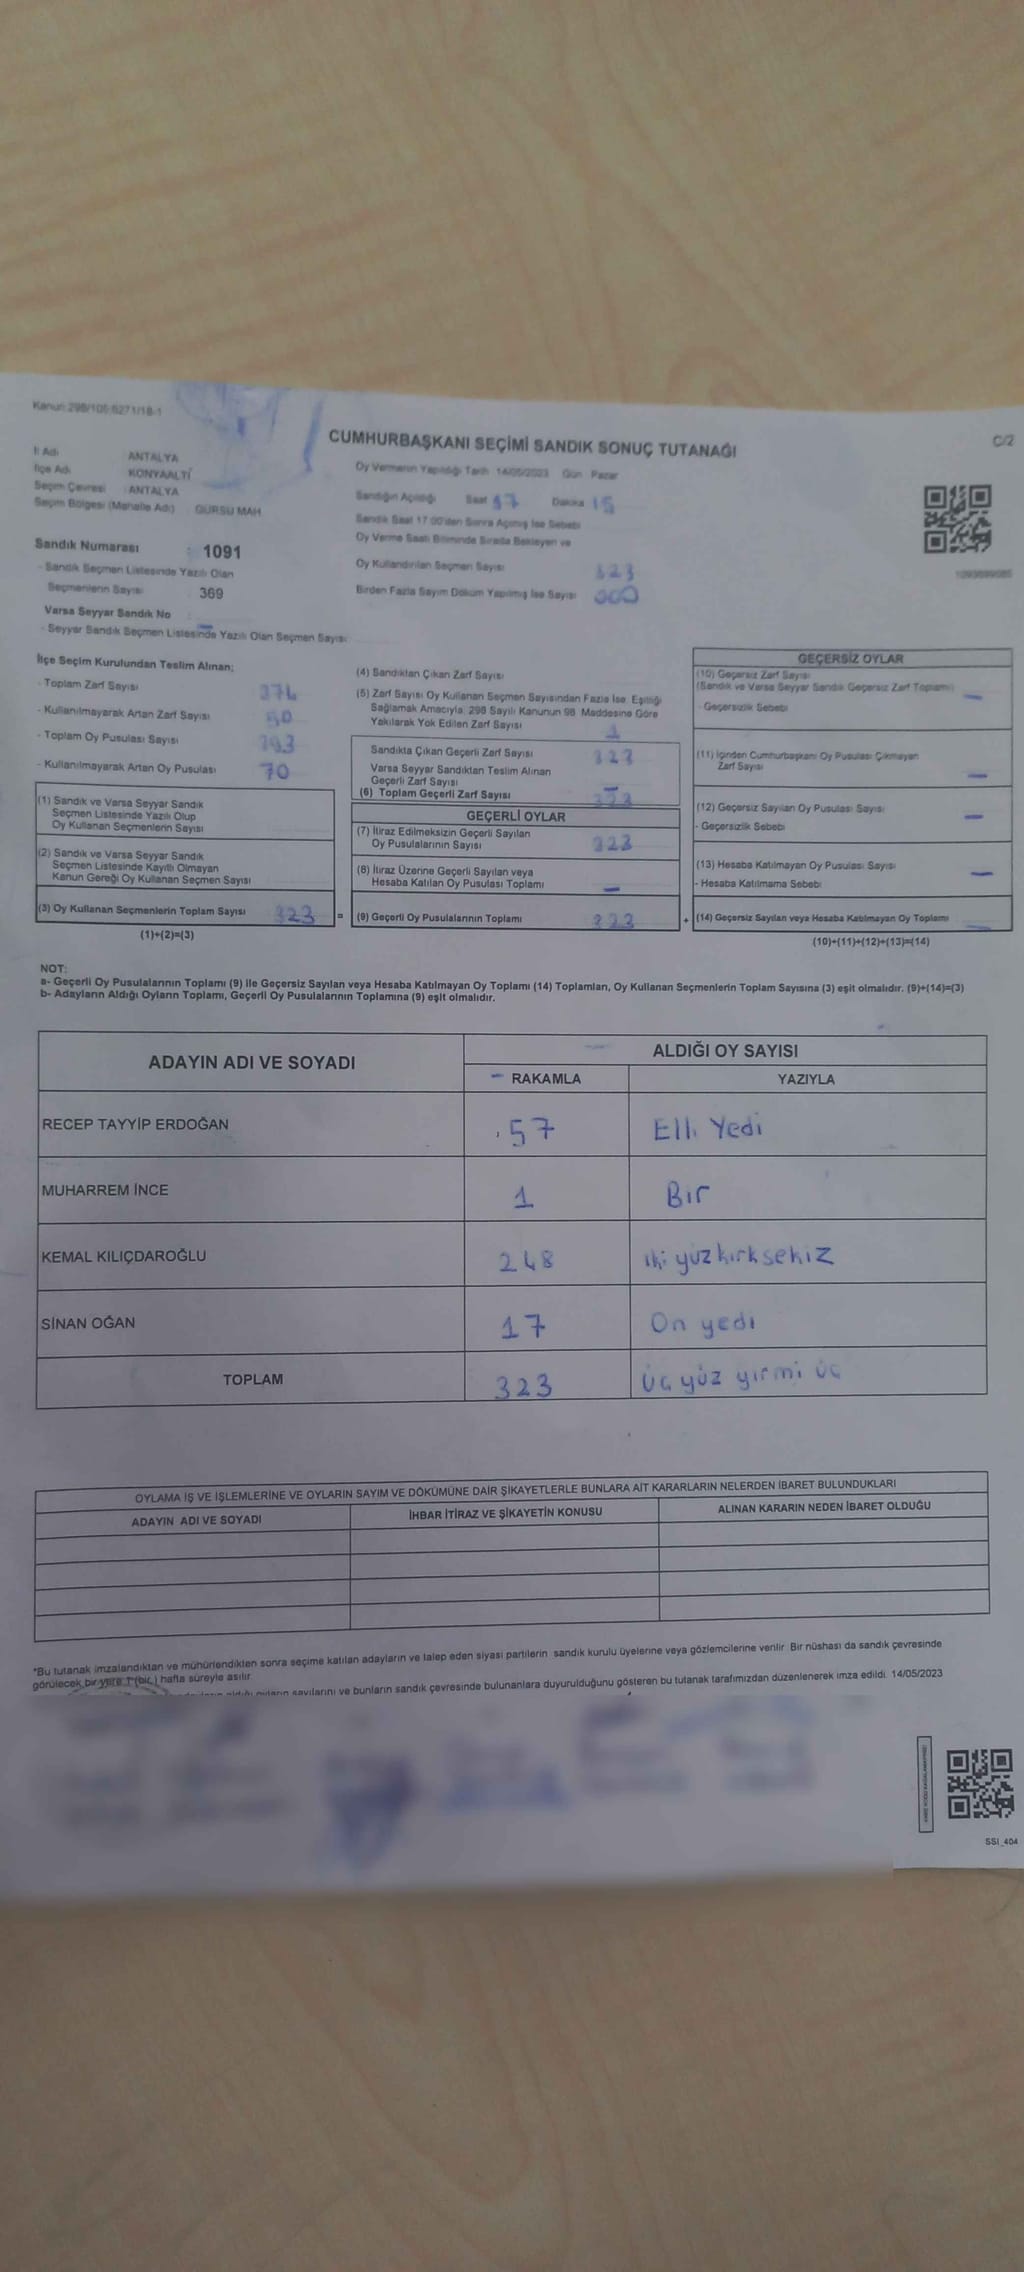 Kanun:298/105:6271/18-1
CUMHURBAŞKANI SEÇİMİ SANDIK SONUÇ TUTANAĞI
C/2
İl Adı ANTALYA
İlçe Adı KONYAALTI
Seçim Çevresi : ANTALYA
Seçim Bölgesi (Mahalle Adı) GÜRSU MAH
Oy Vermenin Yapıldığı Tarih 14/05/2023 Gün Pazar
Sandığın Açıldığı Saat 17 Dakika 15
Sandık Saat 17:00'den Sonra Açılmış İse Sebebi
Oy Verme Saati Bitiminde Sırada Bekleyen ve
Oy Kullandırılan Seçmen Sayısı 323
Birden Fazla Sayım Döküm Yapılmış İse Sayısı 000
Sandık Numarası : 1091
- Sandık Seçmen Listesinde Yazılı Olan
Seçmenlerin Sayısı 369
Varsa Seyyar Sandık No : —
- Seyyar Sandık Seçmen Listesinde Yazılı Olan Seçmen Sayısı:
İlçe Seçim Kurulundan Teslim Alınan;
- Toplam Zarf Sayısı
- Kullanılmayarak Artan Zarf Sayısı 50
- Toplam Oy Pusulası Sayısı
- Kullanılmayarak Artan Oy Pusulası 70
(1) Sandık ve Varsa Seyyar Sandık
Seçmen Listesinde Yazılı Olup
Oy Kullanan Seçmenlerin Sayısı
(2) Sandık ve Varsa Seyyar Sandık
Seçmen Listesinde Kayıtlı Olmayan
Kanun Gereği Oy Kullanan Seçmen Sayısı
(3) Oy Kullanan Seçmenlerin Toplam Sayısı 323 =
(1)+(2)=(3)
(4) Sandıktan Çıkan Zarf Sayısı
(5) Zarf Sayısı Oy Kullanan Seçmen Sayısından Fazla İse, Eşitliği
Sağlamak Amacıyla, 298 Sayılı Kanunun 98. Maddesine Göre
Yakılarak Yok Edilen Zarf Sayısı 1
Sandıkta Çıkan Geçerli Zarf Sayısı 323
Varsa Seyyar Sandıktan Teslim Alınan
Geçerli Zarf Sayısı —
(6) Toplam Geçerli Zarf Sayısı 323
GEÇERLİ OYLAR
(7) İtiraz Edilmeksizin Geçerli Sayılan
Oy Pusulalarının Sayısı 323
(8) İtiraz Üzerine Geçerli Sayılan veya
Hesaba Katılan Oy Pusulası Toplamı —
(9) Geçerli Oy Pusulalarının Toplamı 323 +
GEÇERSİZ OYLAR
(10) Geçersiz Zarf Sayısı
(Sandık ve Varsa Seyyar Sandık Geçersiz Zarf Toplamı) —
- Geçersizlik Sebebi
(11) İçinden Cumhurbaşkanı Oy Pusulası Çıkmayan
Zarf Sayısı —
(12) Geçersiz Sayılan Oy Pusulası Sayısı —
- Geçersizlik Sebebi
(13) Hesaba Katılmayan Oy Pusulası Sayısı —
- Hesaba Katılmama Sebebi
(14) Geçersiz Sayılan veya Hesaba Katılmayan Oy Toplamı —
(10)+(11)+(12)+(13)=(14)
NOT:
a- Geçerli Oy Pusulalarının Toplamı (9) ile Geçersiz Sayılan veya Hesaba Katılmayan Oy Toplamı (14) Toplamları, Oy Kullanan Seçmenlerin Toplam Sayısına (3) eşit olmalıdır. (9)+(14)=(3)
b- Adayların Aldığı Oyların Toplamı, Geçerli Oy Pusulalarının Toplamına (9) eşit olmalıdır.
ADAYIN ADI VE SOYADI
ALDIĞI OY SAYISI
RAKAMLA YAZIYLA
RECEP TAYYİP ERDOĞAN 57 Elli Yedi
MUHARREM İNCE 1 Bir
KEMAL KILIÇDAROĞLU 248 iki yüz kırk sekiz
SİNAN OĞAN 17 On yedi
TOPLAM 323 üç yüz yirmi üç
OYLAMA İŞ VE İŞLEMLERİNE VE OYLARIN SAYIM VE DÖKÜMÜNE DAİR ŞİKAYETLERLE BUNLARA AİT KARARLARIN NELERDEN İBARET BULUNDUKLARI
ADAYIN ADI VE SOYADI İHBAR İTİRAZ VE ŞİKAYETİN KONUSU ALINAN KARARIN NEDEN İBARET OLDUĞU
*Bu tutanak imzalandıktan ve mühürlendikten sonra seçime katılan adayların ve talep eden siyasi partilerin sandık kurulu üyelerine veya gözlemcilerine verilir. Bir nüshası da sandık çevresinde
görülecek bir yere 1 (bir) hafta süreyle asılır.
oyların sayılarını ve bunların sandık çevresinde bulunanlara duyurulduğunu gösteren bu tutanak tarafımızdan düzenlenerek imza edildi. 14/05/2023
SSI_404